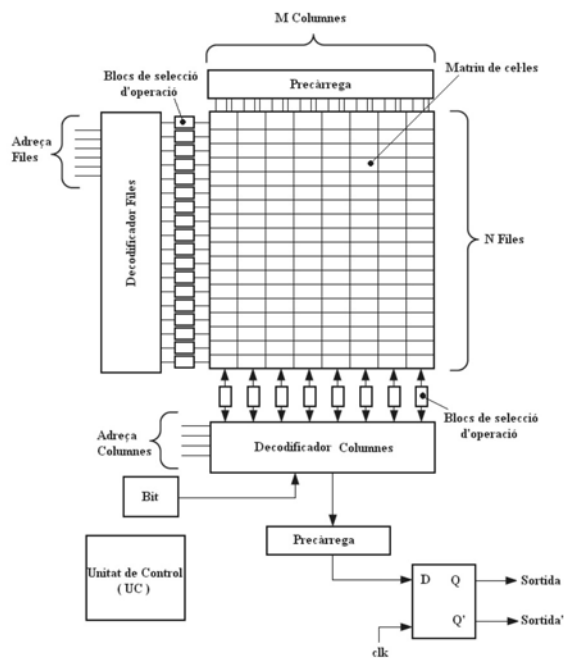 M Columnes
Blocs de selecció
d'operació
Precàrrega
Matriu de cel·les
Adreça
Files
Decodificador Files
N Files
Blocs de selecció
d'operació
Adreça
Columnes
Decodificador Columnes
Bit
Precàrrega
Unitat de Control
( UC )
D Q
Sortida
Q'
Sortida'
clk